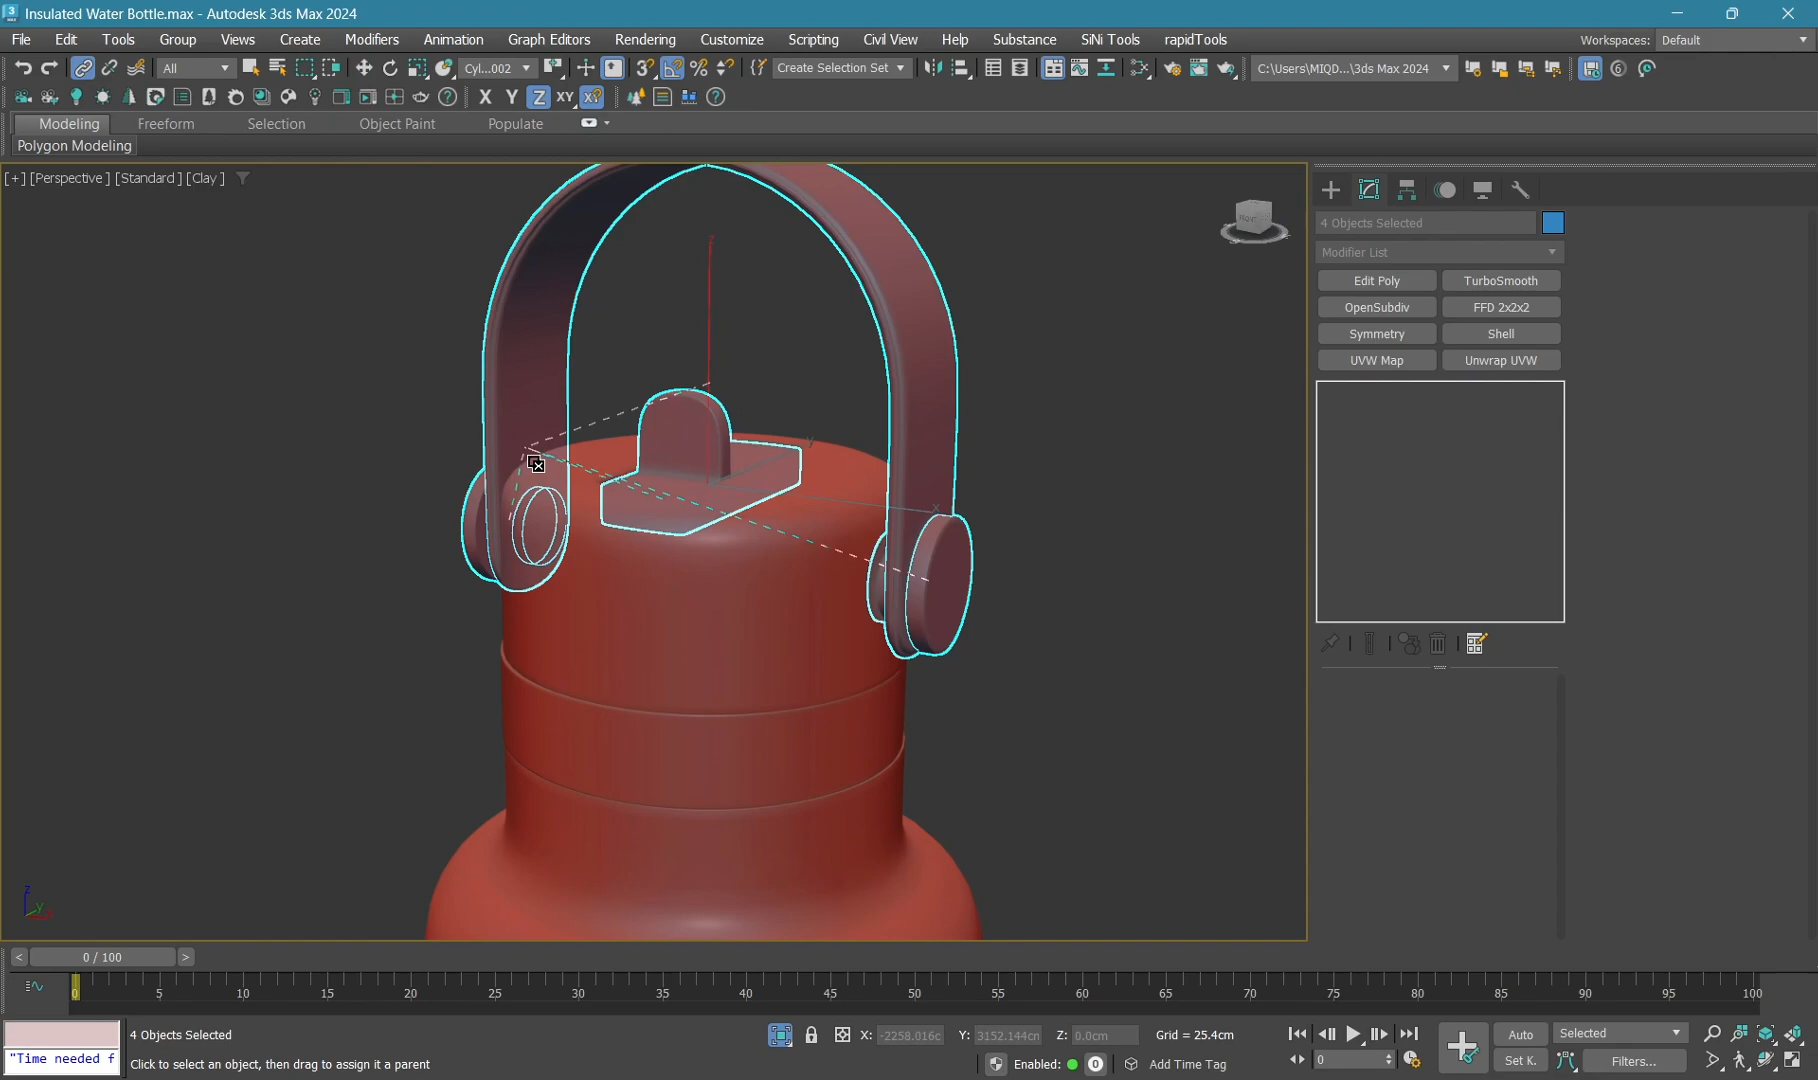 Insulated Water Bottle.max - Autodesk 3ds Max 2024
File Edit Tools Group Views Create Modifiers Animation Graph Editors Rendering Customize Scripting Civil View Help Substance SiNi Tools rapidTools Workspaces: Default
All Cyl...002 Create Selection Set C:\Users\MIQD...\3ds Max 2024
X Y Z XY
Modeling Freeform Selection Object Paint Populate
Polygon Modeling
[+] [Perspective ] [Standard ] [Clay ]
4 Objects Selected
Modifier List
Edit Poly TurboSmooth
OpenSubdiv FFD 2x2x2
Symmetry Shell
UVW Map Unwrap UVW
z
y
x
z
y
< 0 / 100 >
0 5 10 15 20 25 30 35 40 45 50 55 60 65 70 75 80 85 90 95 100
4 Objects Selected X: -2258.016c Y: 3152.144cn Z: 0.0cm Grid = 25.4cm Auto Selected
"Time needed f Click to select an object, then drag to assign it a parent Enabled: 0 Add Time Tag 0 Set K. Filters...